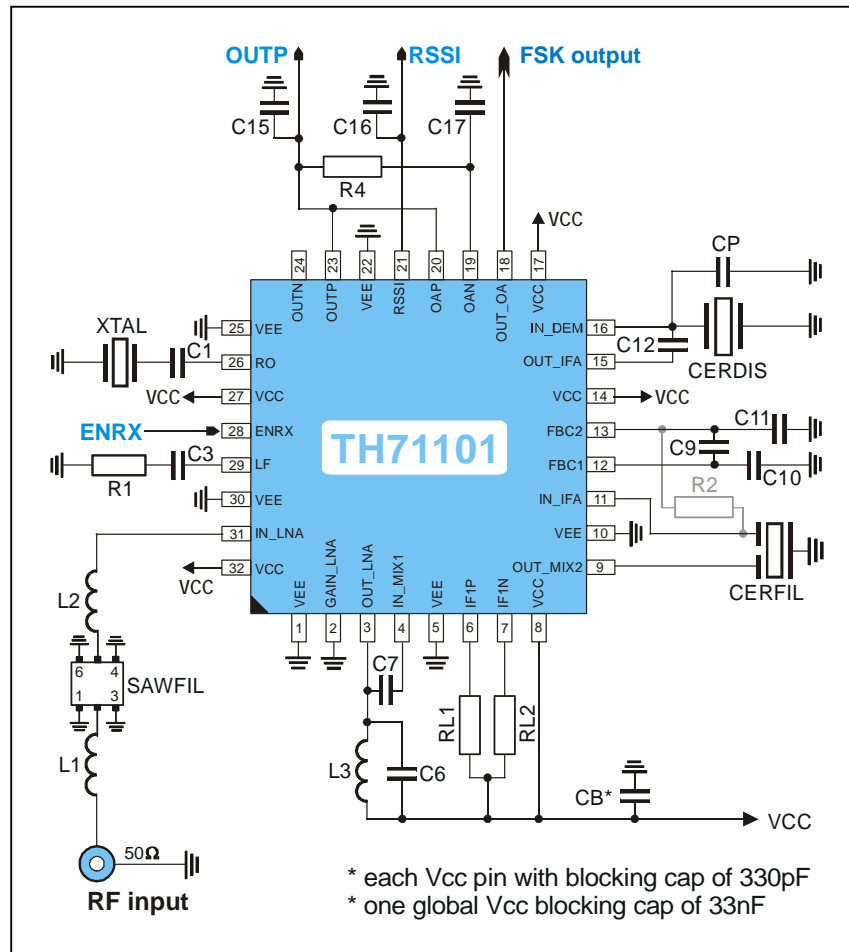 OUTP RSSI FSK output
C15 C16 C17
R4
VCC
24 23 22 21 20 19 18 17
OUTN OUTP VEE RSSI OAP OAN OUT_OA VCC
CP
XTAL
C1
25 VEE
26 RO
VCC 27 VCC
ENRX 28 ENRX
R1 C3 29 LF
30 VEE
31 IN_LNA
VCC 32 VCC
TH71101
IN_DEM 16
C12
OUT_IFA 15
CERDIS
VCC 14 VCC
FBC2 13 C11
C9
FBC1 12 C10
IN_IFA 11 R2
VEE 10
OUT_MIX2 9
CERFIL
VEE GAIN_LNA OUT_LNA IN_MIX1 VEE IF1P IF1N VCC
1 2 3 4 5 6 7 8
L2
6 4
1 3
SAWFIL
L1
C7
RL1 RL2
L3 C6
CB*
VCC
50Ω
RF input
* each Vcc pin with blocking cap of 330pF
* one global Vcc blocking cap of 33nF